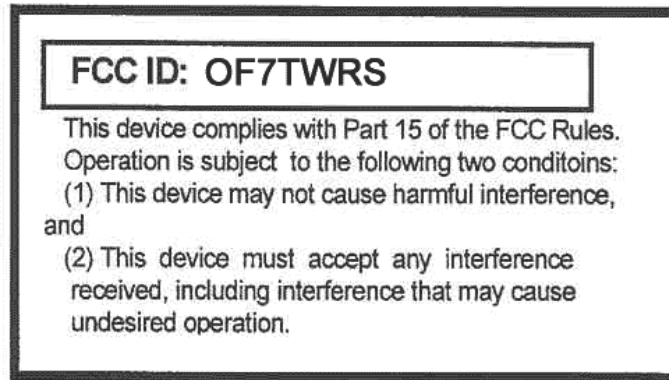 FCC ID: OF7TWRS
This device complies with Part 15 of the FCC Rules.
Operation is subject to the following two conditoins:
(1) This device may not cause harmful interference,
and
(2) This device must accept any interference
received, including interference that may cause
undesired operation.